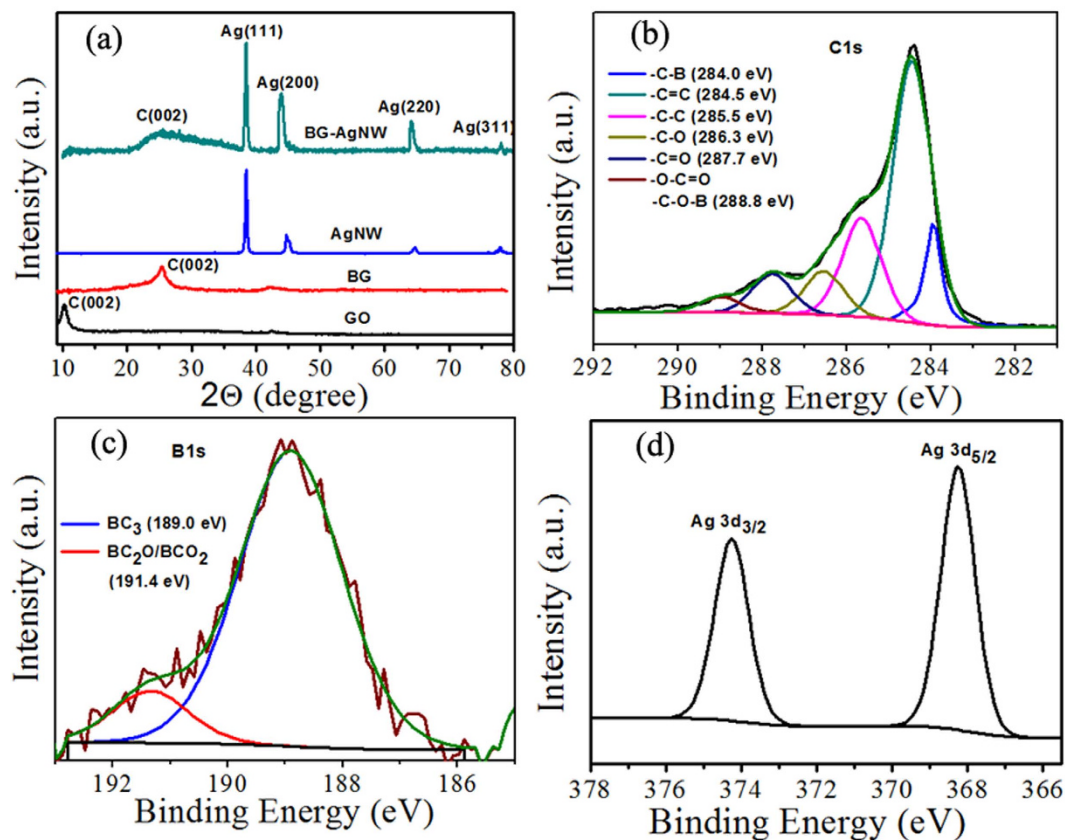 (a)
Ag(111)
Ag(200)
Ag(220)
Ag(311)
C(002)
BG-AgNW
AgNW
C(002)
BG
C(002)
GO
Intensity (a.u.)
10 20 30 40 50 60 70 80
2Θ (degree)
(b)
C1s
-C-B (284.0 eV)
-C=C (284.5 eV)
-C-C (285.5 eV)
-C-O (286.3 eV)
-C=O (287.7 eV)
-O-C=O
-C-O-B (288.8 eV)
Intensity (a.u.)
292 290 288 286 284 282
Binding Energy (eV)
(c)
B1s
BC₃ (189.0 eV)
BC₂O/BCO₂
(191.4 eV)
Intensity (a.u.)
192 190 188 186
Binding Energy (eV)
(d)
Ag 3d₅/₂
Ag 3d₃/₂
Intensity (a.u.)
378 376 374 372 370 368 366
Binding Energy (eV)